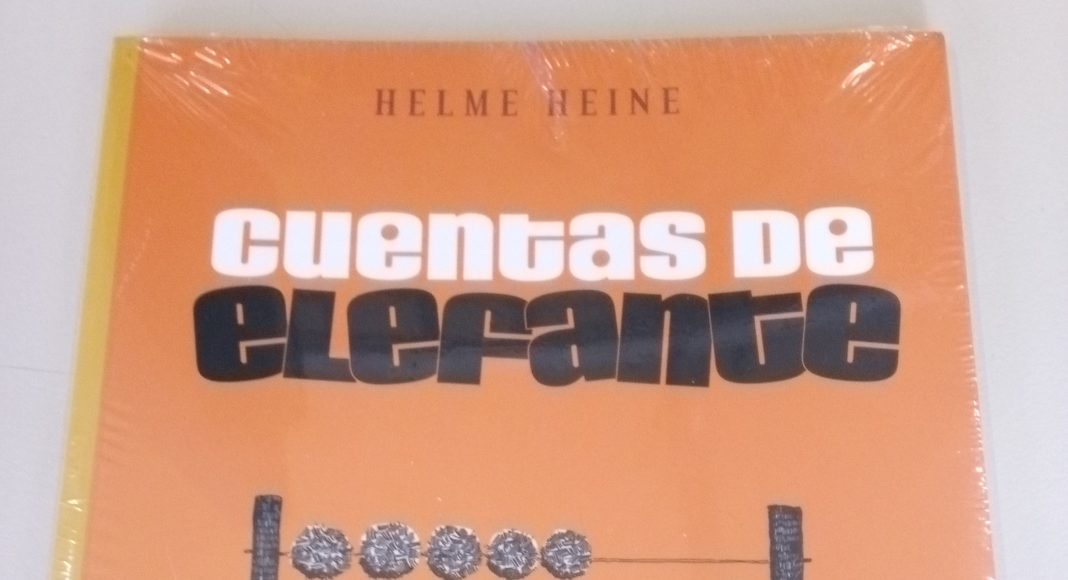 HELME HEINE
cuentas de
elefante